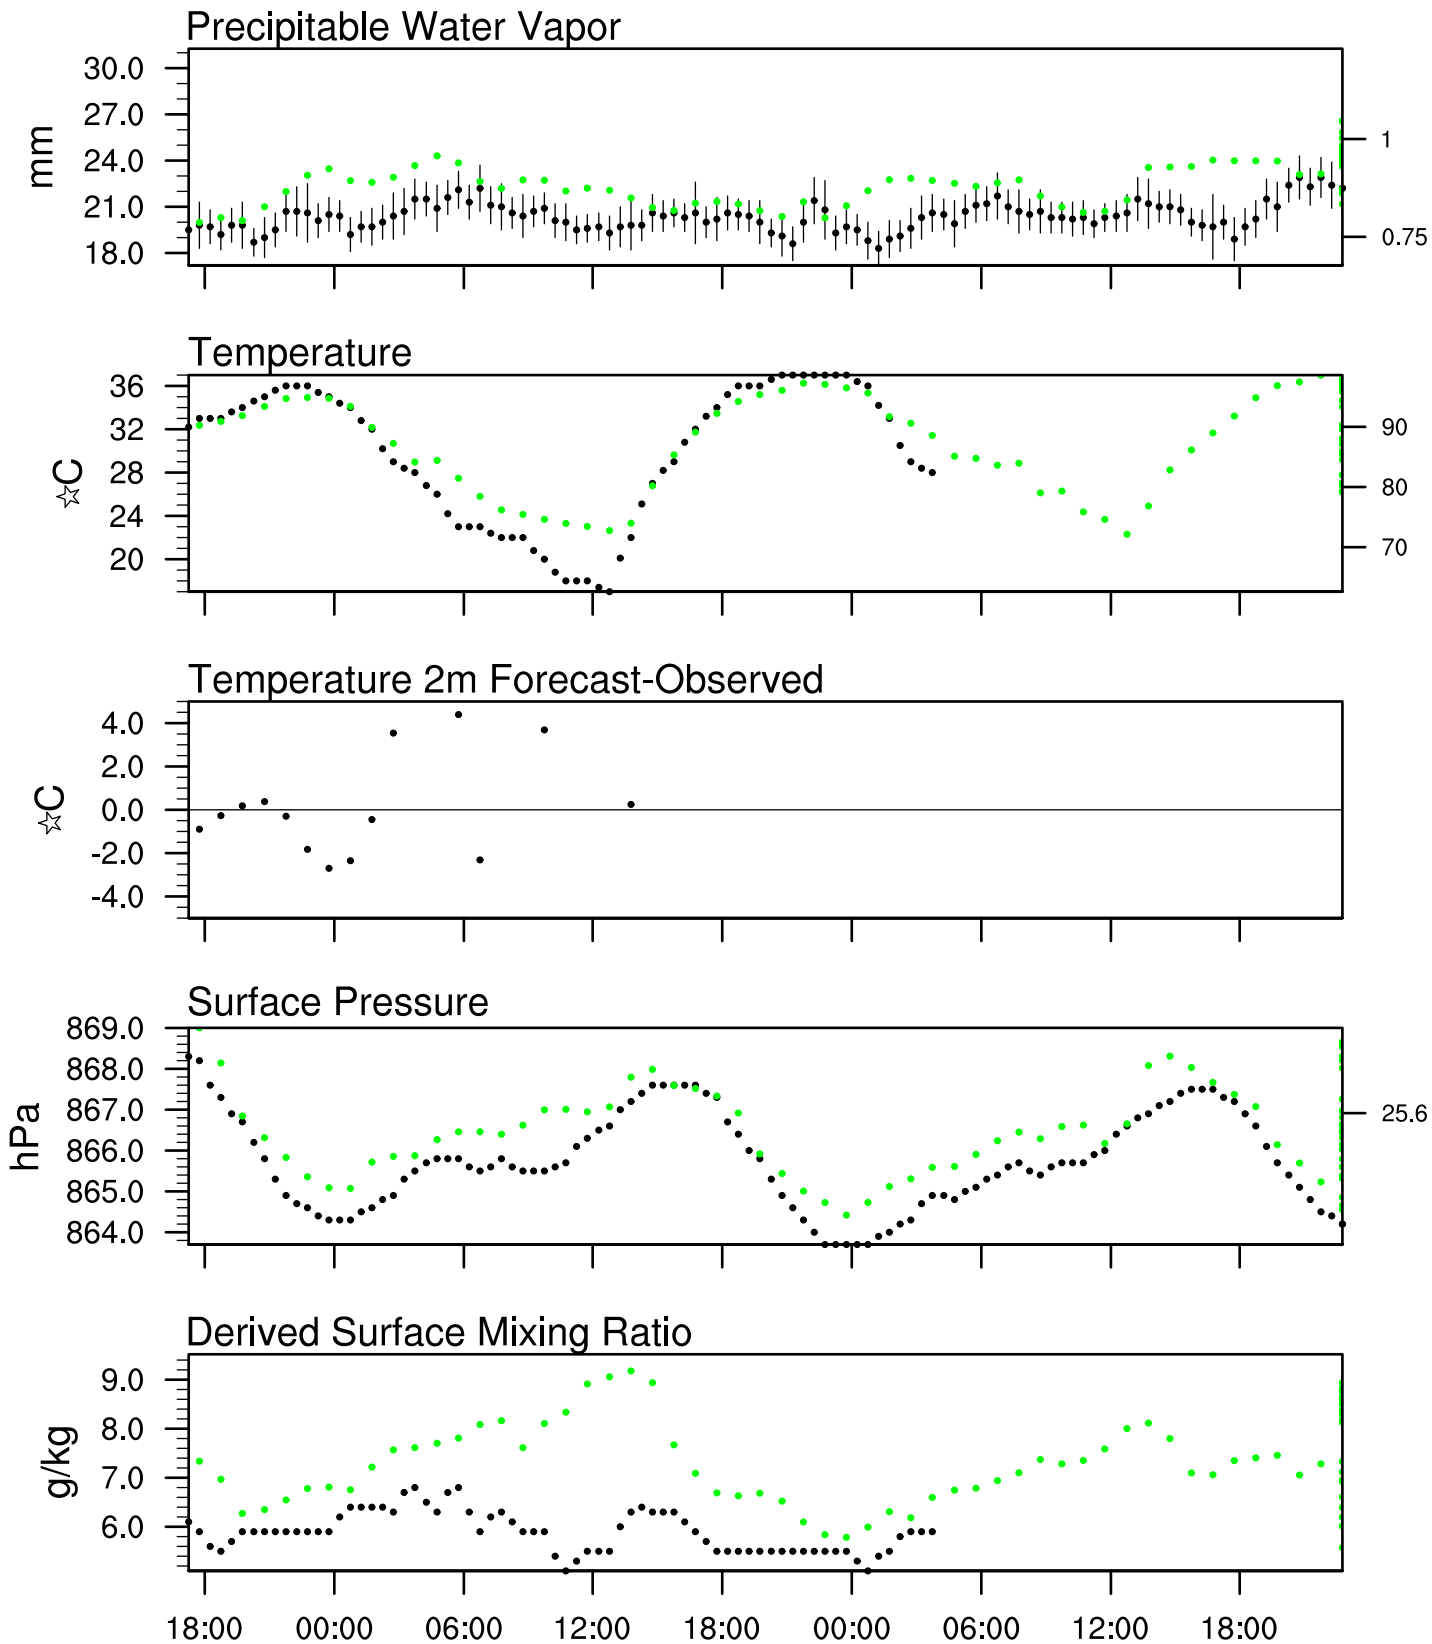 Precipitable Water Vapor
30.0
27.0
24.0
21.0
18.0
mm
1
0.75
Temperature
36
32
28
24
20
☆C
90
80
70
Temperature 2m Forecast-Observed
4.0
2.0
0.0
-2.0
-4.0
☆C
Surface Pressure
869.0
868.0
867.0
866.0
865.0
864.0
hPa
25.6
Derived Surface Mixing Ratio
9.0
8.0
7.0
6.0
g/kg
18:00 00:00 06:00 12:00 18:00 00:00 06:00 12:00 18:00